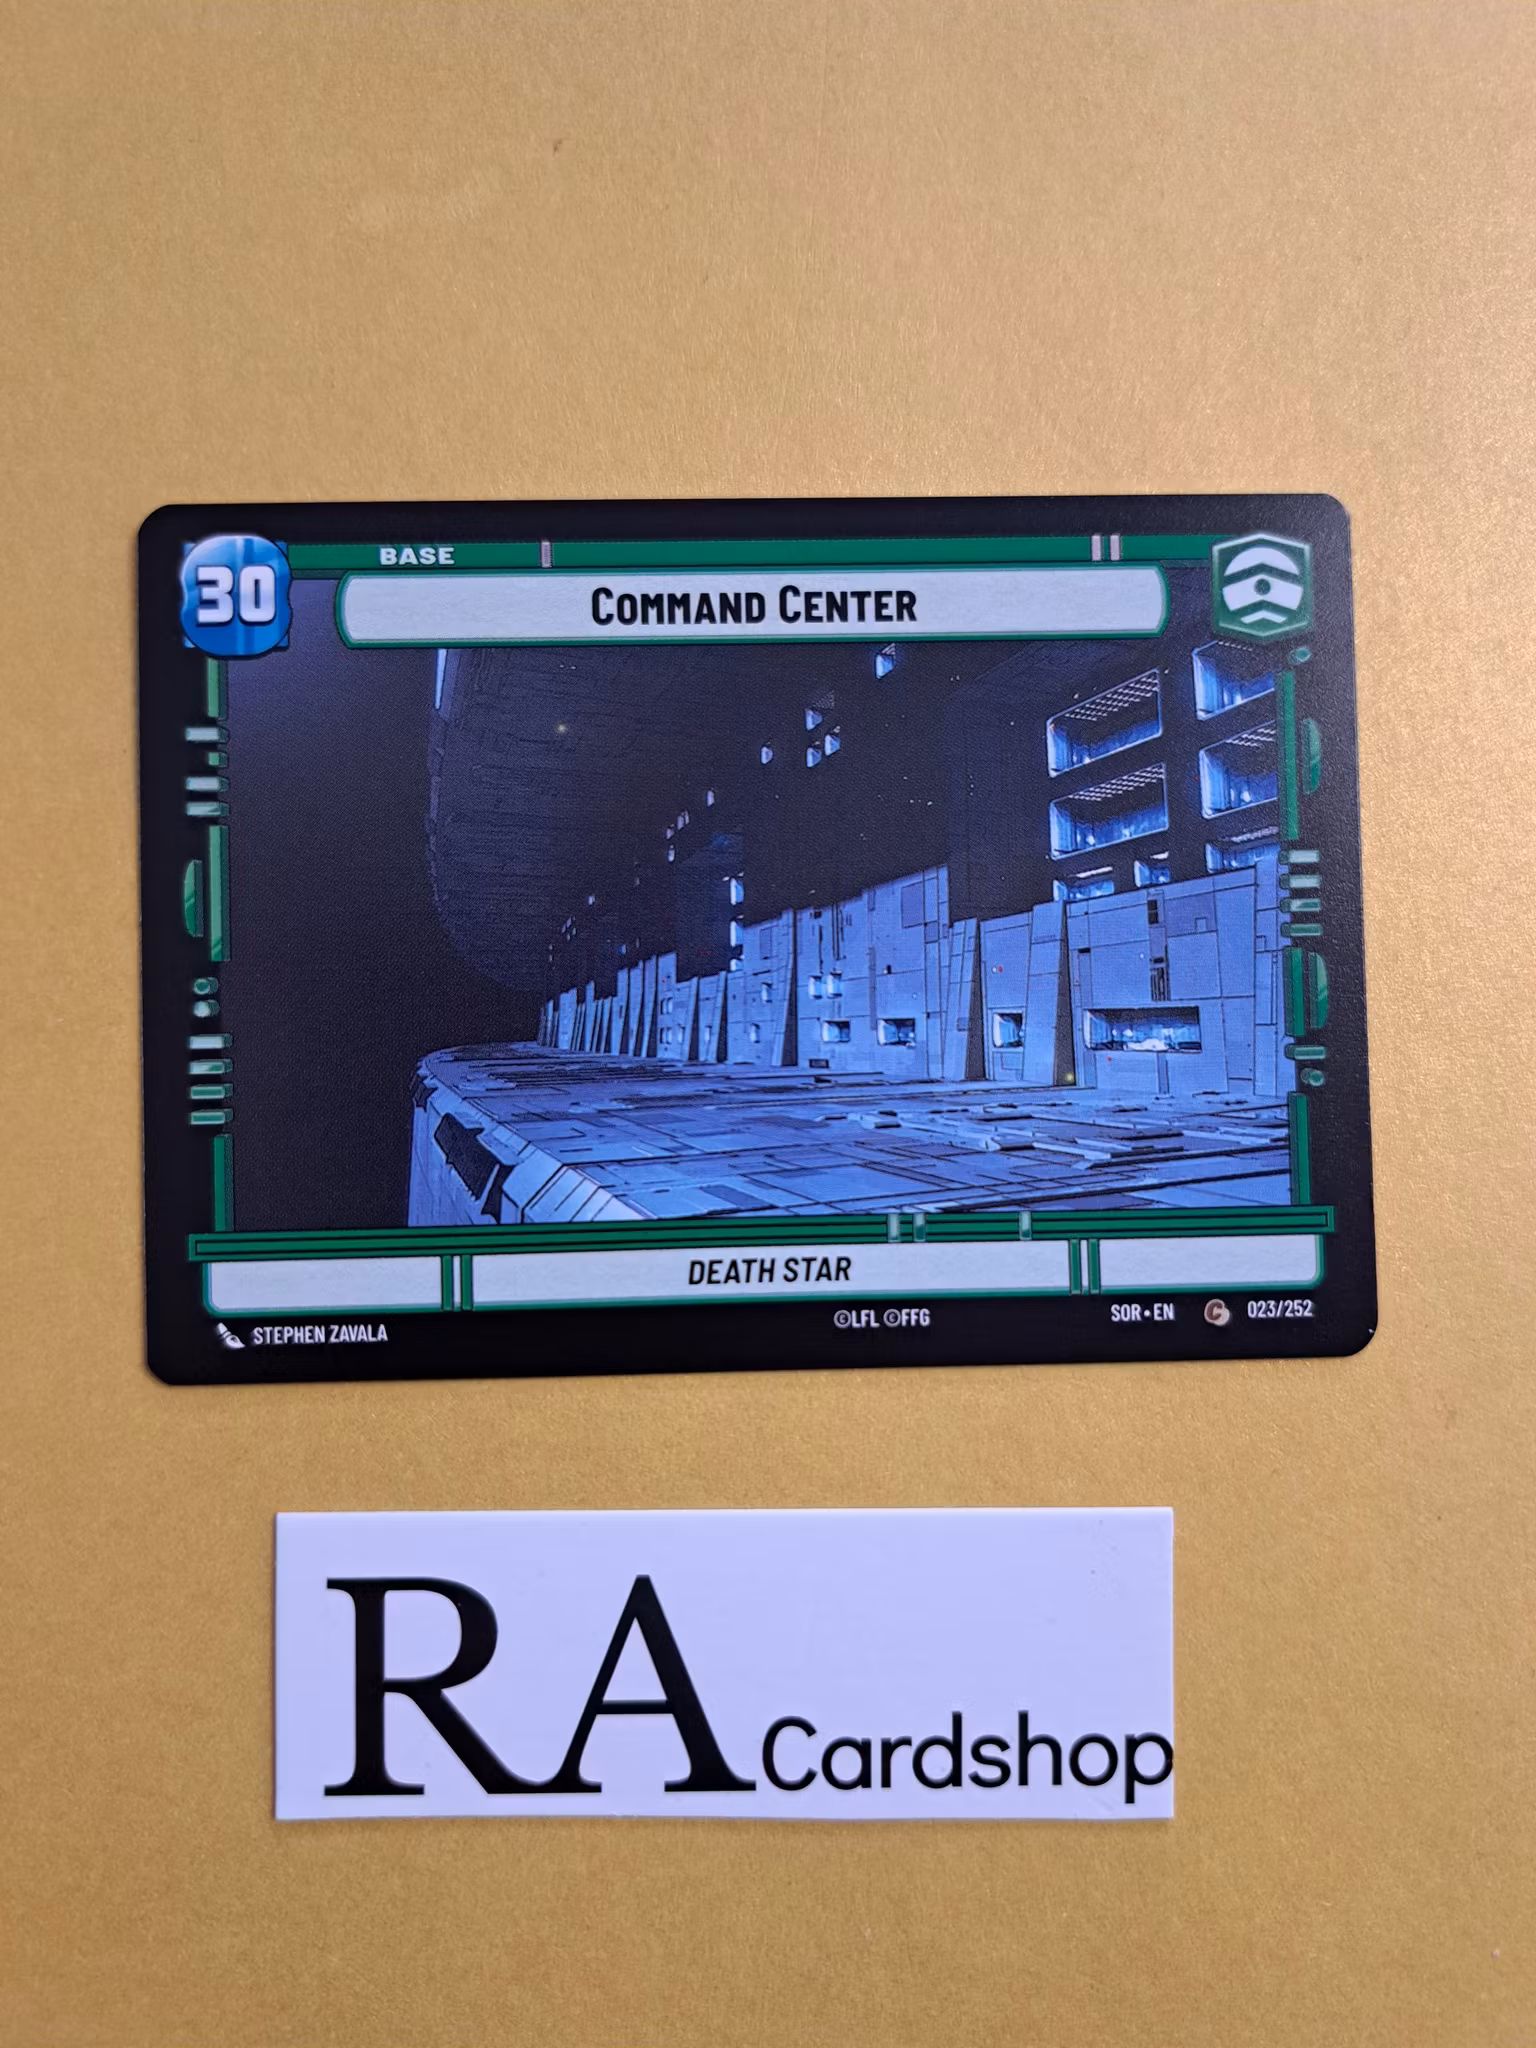 30
BASE
COMMAND CENTER
DEATH STAR
STEPHEN ZAVALA
©LFL ©FFG
SOR • EN C 023/252
RA Cardshop